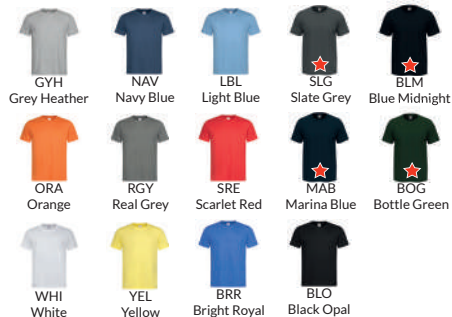 GYH
Grey Heather
NAV
Navy Blue
LBL
Light Blue
SLG
Slate Grey
BLM
Blue Midnight
ORA
Orange
RGY
Real Grey
SRE
Scarlet Red
MAB
Marina Blue
BOG
Bottle Green
WHI
White
YEL
Yellow
BRR
Bright Royal
BLO
Black Opal